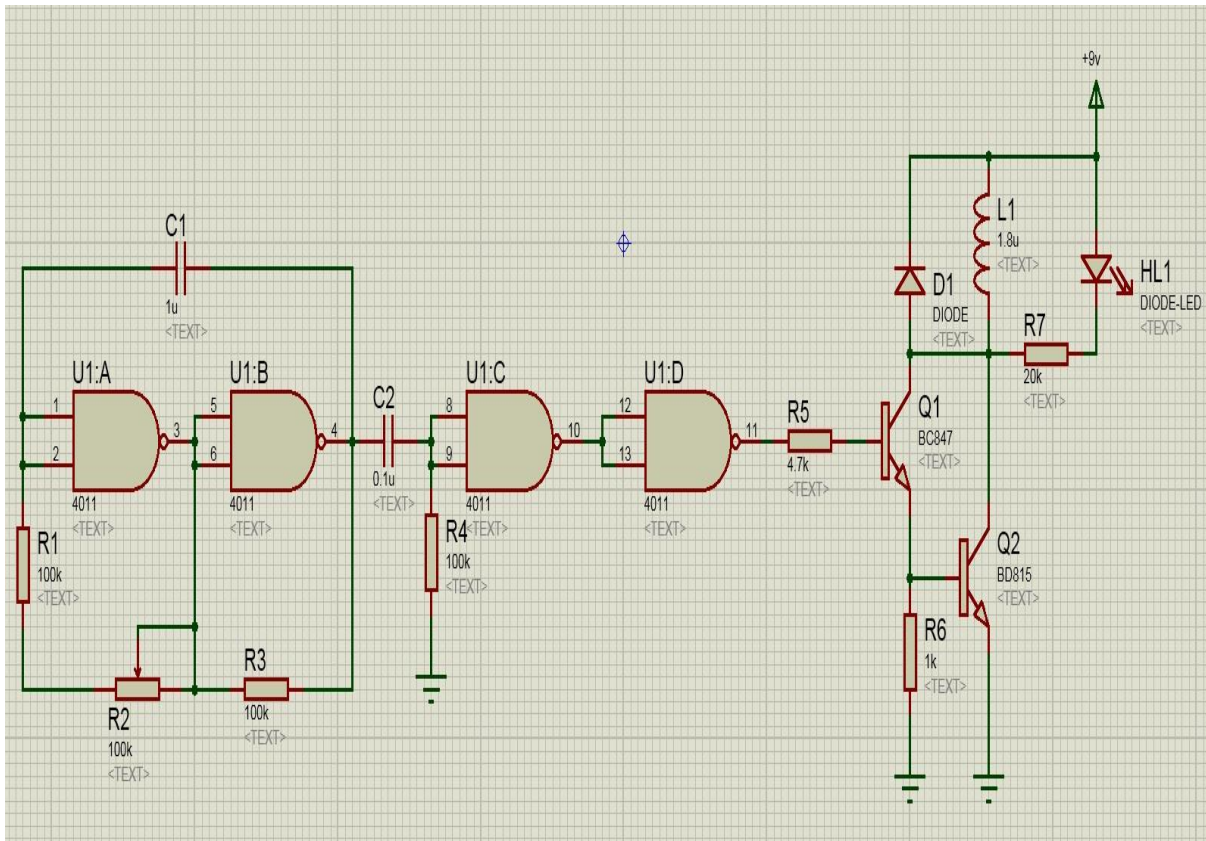 +9v
C1
1u
<TEXT>
L1
1.8u
<TEXT>
D1
DIODE
<TEXT>
HL1
DIODE-LED
<TEXT>
R7
20k
<TEXT>
U1:A
1
2
3
4011
<TEXT>
U1:B
5
6
4
4011
<TEXT>
C2
0.1u
<TEXT>
U1:C
8
9
10
4011
<TEXT>
U1:D
12
13
11
4011
<TEXT>
R5
4.7k
<TEXT>
Q1
BC847
<TEXT>
R1
100k
<TEXT>
R4
100k
<TEXT>
Q2
BD815
<TEXT>
R2
100k
<TEXT>
R3
100k
<TEXT>
R6
1k
<TEXT>